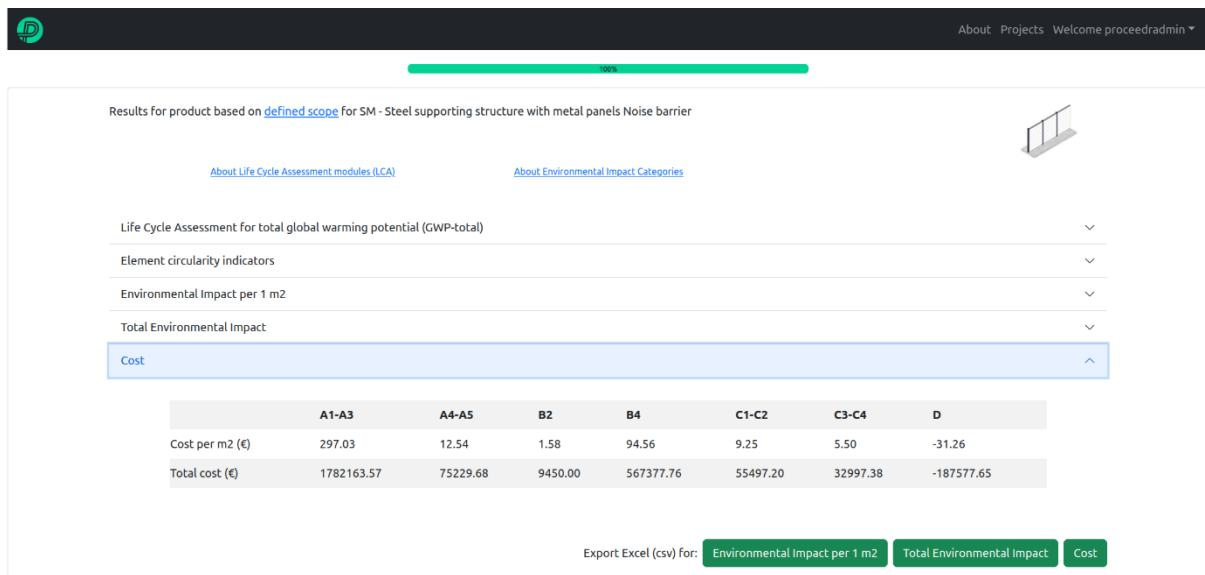 About Projects Welcome proceedradmin
100%
Results for product based on defined scope for SM - Steel supporting structure with metal panels Noise barrier
About Life Cycle Assessment modules (LCA) About Environmental Impact Categories
Life Cycle Assessment for total global warming potential (GWP-total)
Element circularity indicators
Environmental Impact per 1 m2
Total Environmental Impact
Cost
A1-A3 A4-A5 B2 B4 C1-C2 C3-C4 D
Cost per m2 (€) 297.03 12.54 1.58 94.56 9.25 5.50 -31.26
Total cost (€) 1782163.57 75229.68 9450.00 567377.76 55497.20 32997.38 -187577.65
Export Excel (csv) for: Environmental Impact per 1 m2 Total Environmental Impact Cost